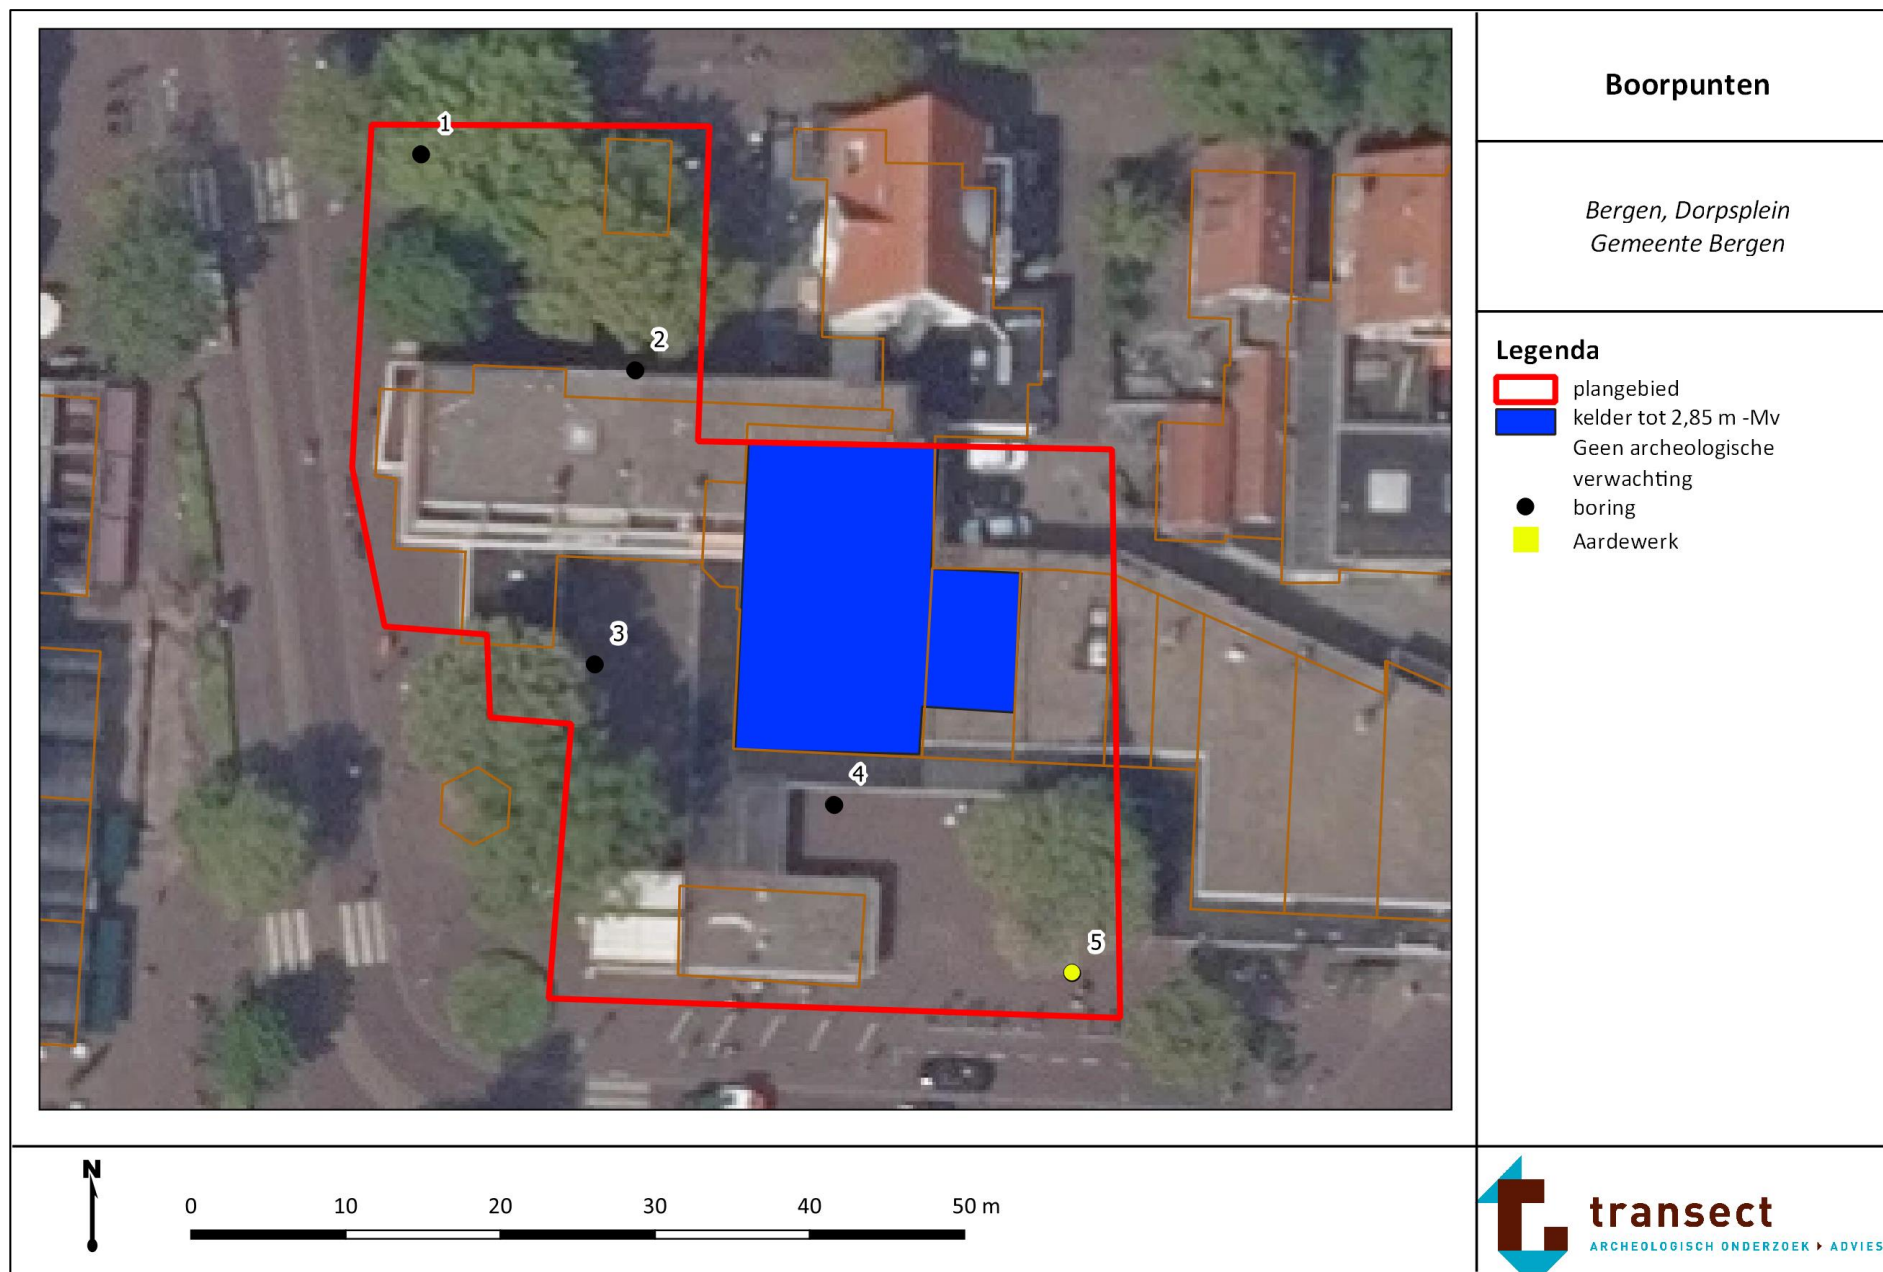 Boorpunten
Bergen, Dorpsplein
Gemeente Bergen
Legenda
plangebied
kelder tot 2,85 m -Mv
Geen archeologische
verwachting
boring
Aardewerk
1
2
3
4
5
N
0 10 20 30 40 50 m
transect
ARCHEOLOGISCH ONDERZOEK ADVIES